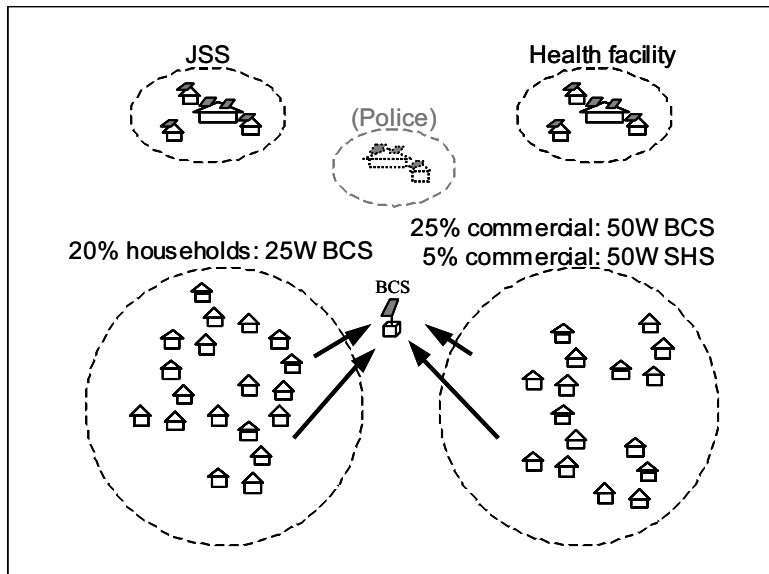 JSS
Health facility
(Police)
25% commercial: 50W BCS
20% households: 25W BCS
5% commercial: 50W SHS
BCS